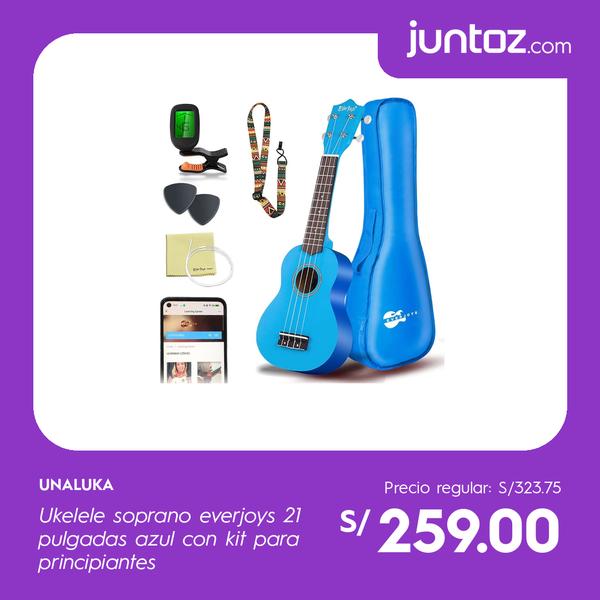 juntoz.com
UNALUKA
Ukelele soprano everjoys 21
pulgadas azul con kit para
principiantes
Precio regular: S/323.75
S/259.00